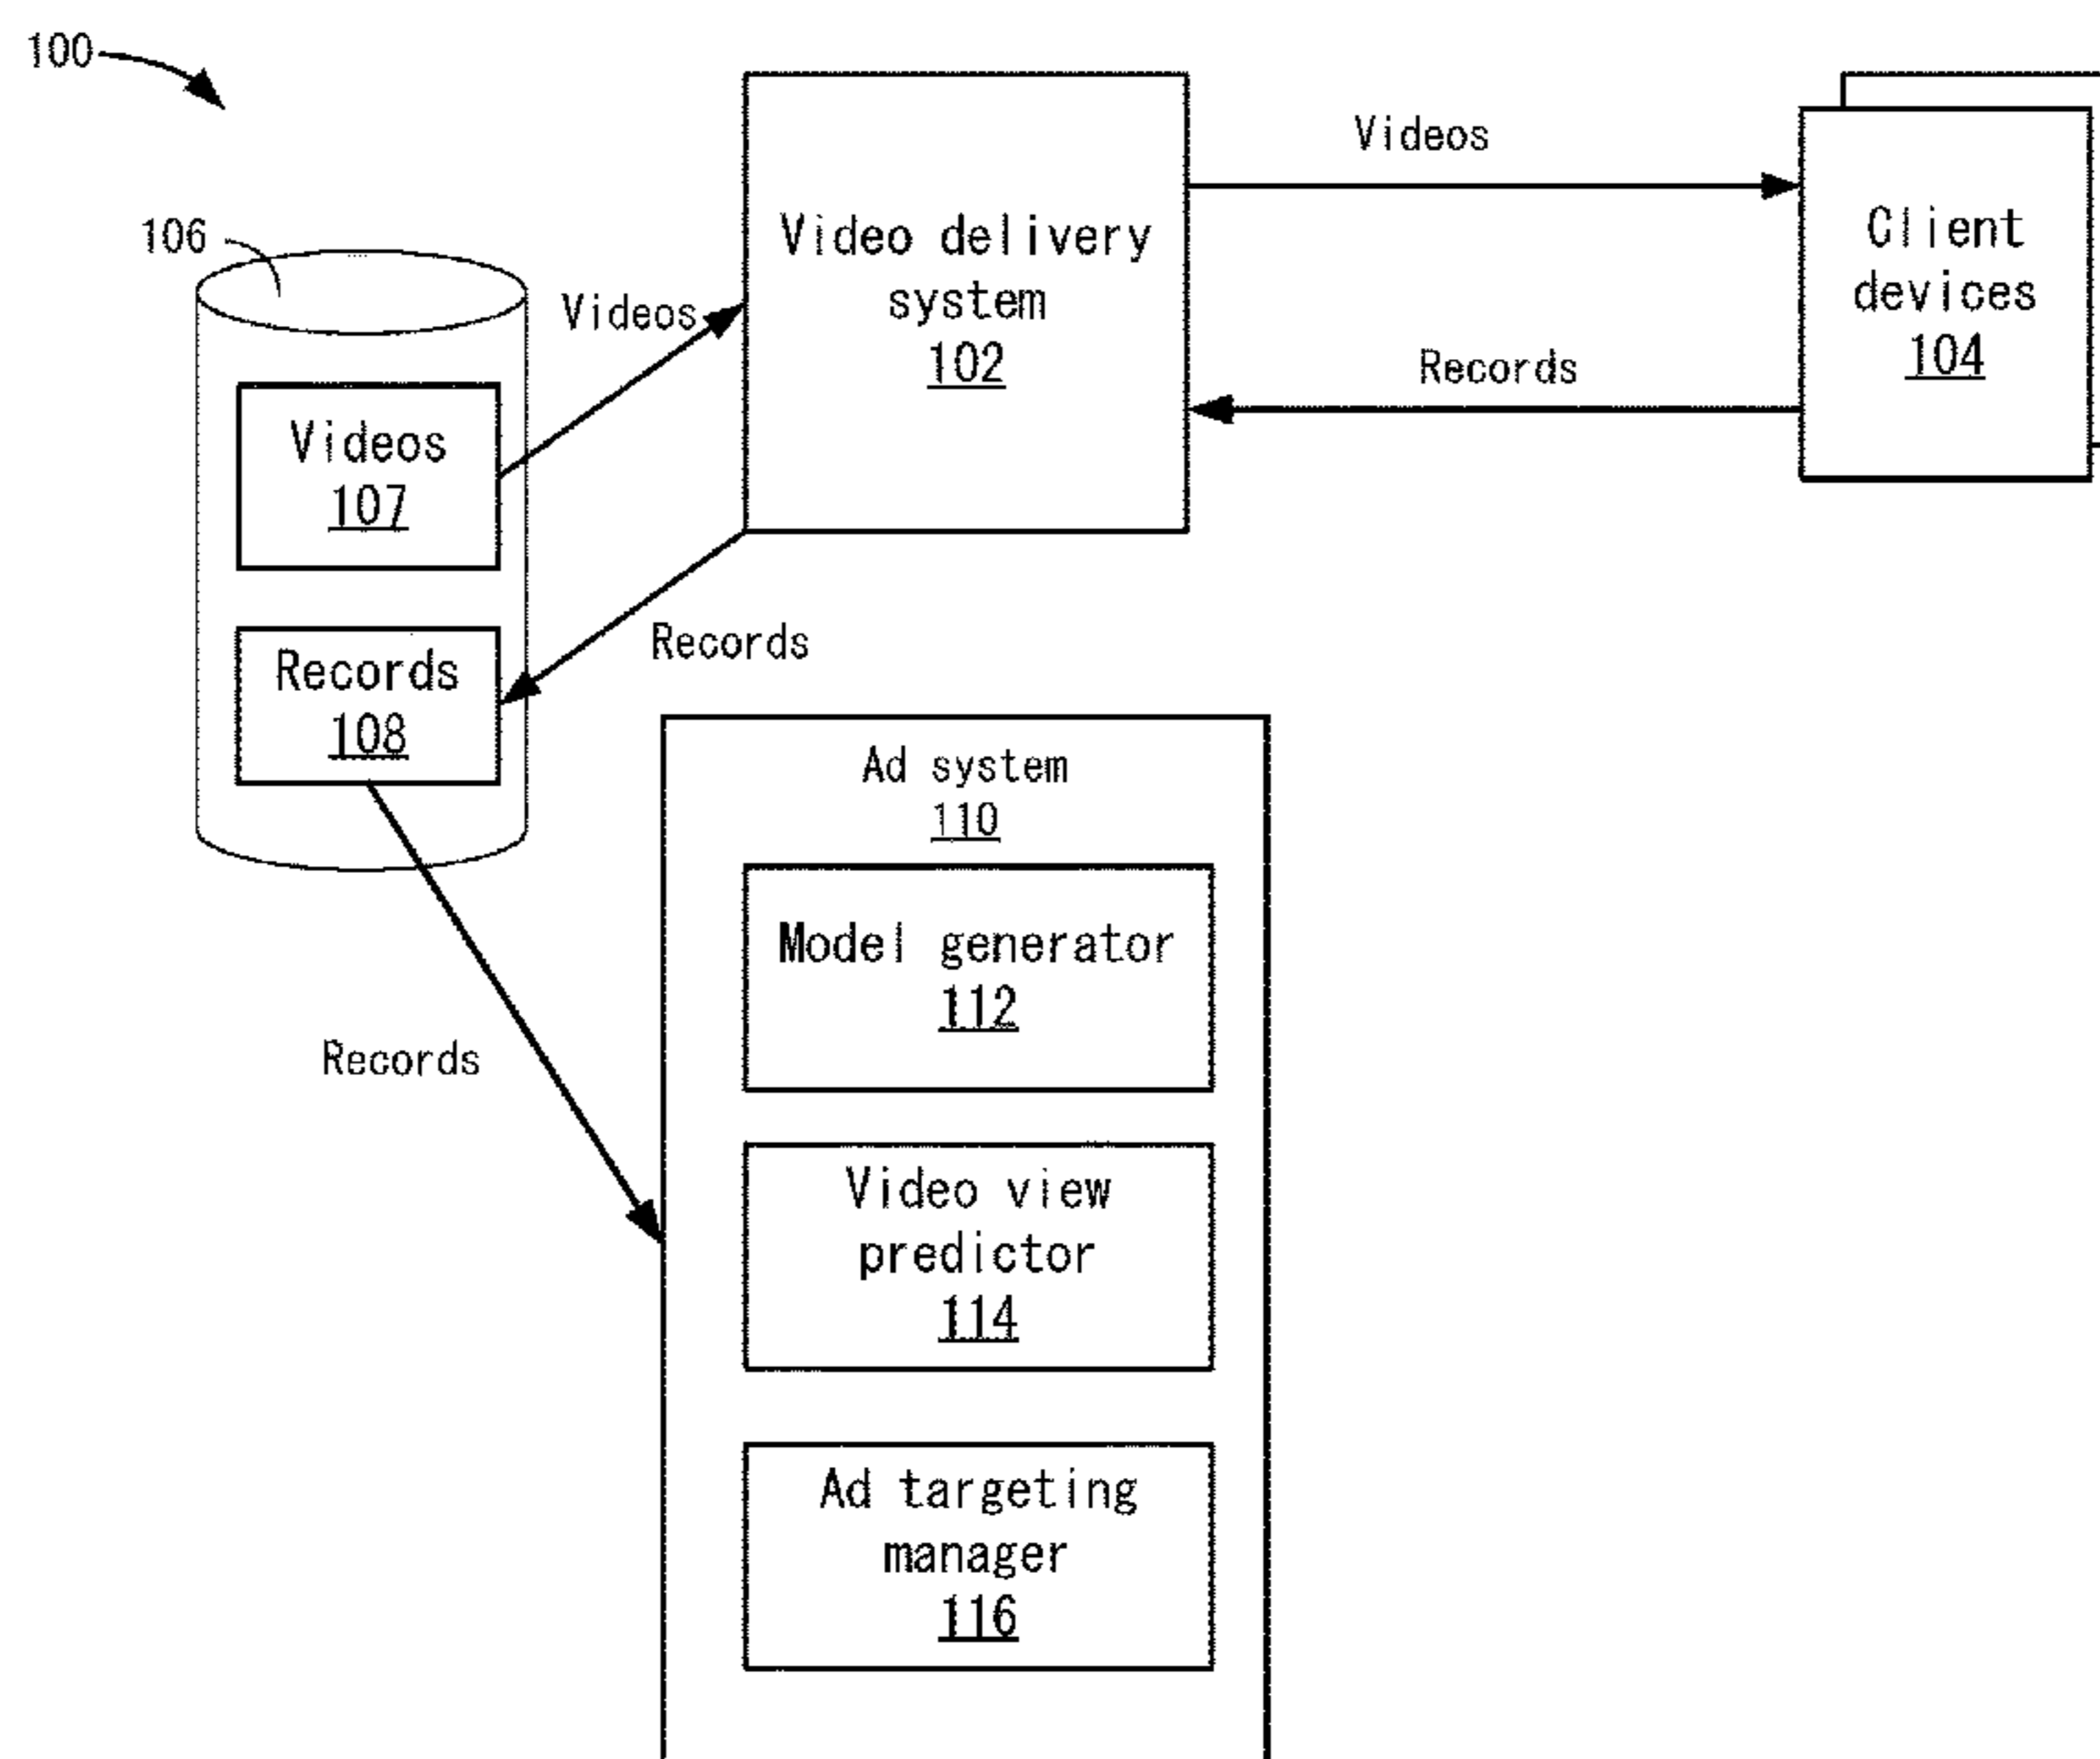 100
106
Videos
107
Records
108
Videos
Records
Video delivery
system
102
Videos
Records
Client
devices
104
Records
Ad system
110
Model generator
112
Video view
predictor
114
Ad targeting
manager
116